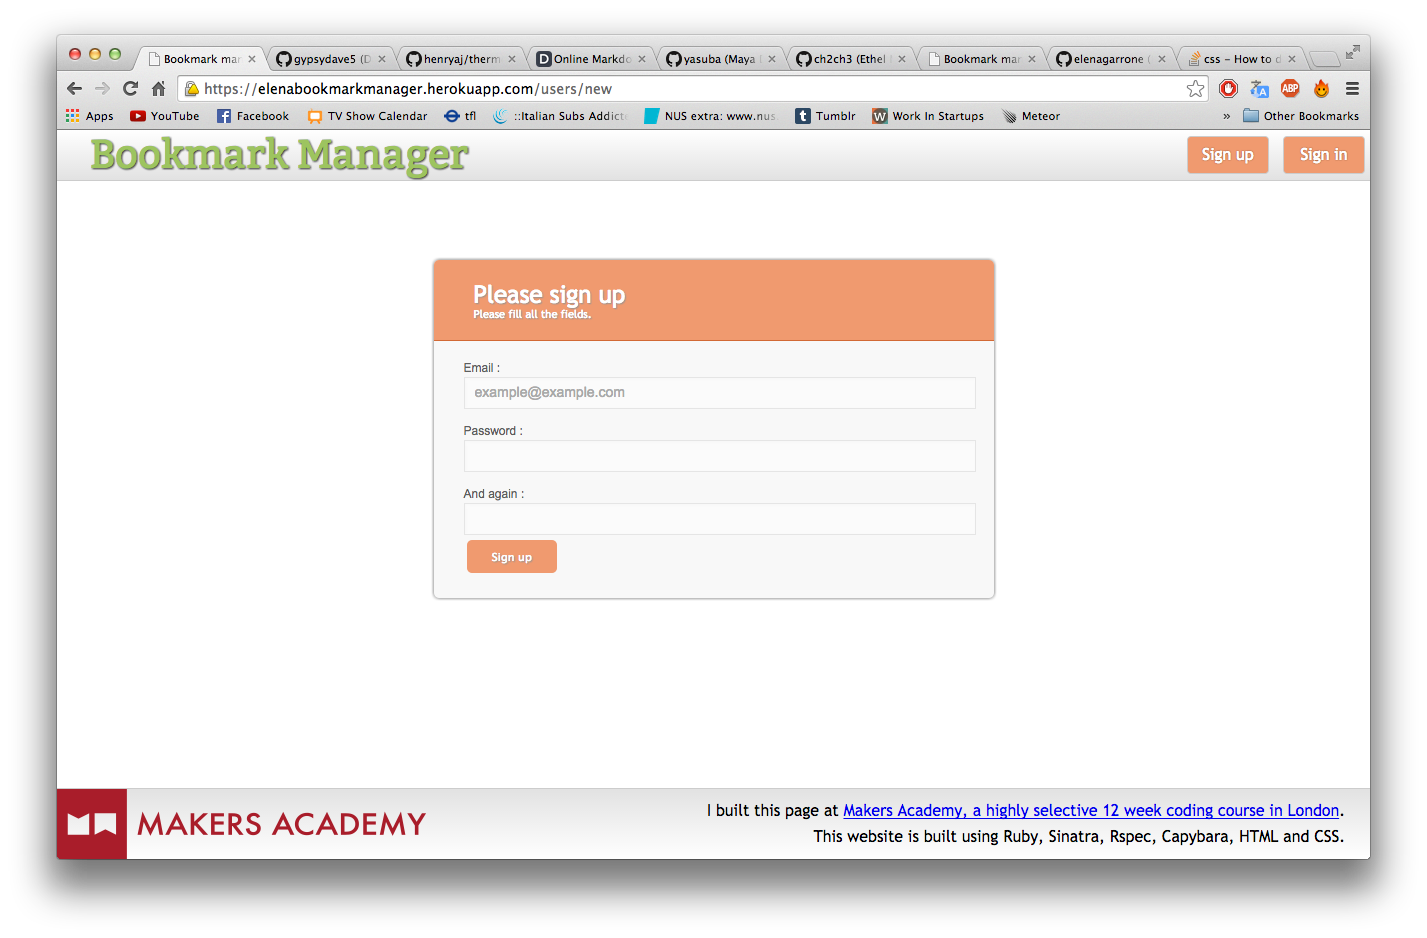 Bookmark mar
gypsydave5 (D
henryaj/therm
Online Markdo
yasuba (Maya
ch2ch3 (Ethel
Bookmark mar
elenagarrone (
css - How to d
https://elenabookmarkmanager.herokuapp.com/users/new
ABP
Apps
YouTube
Facebook
TV Show Calendar
tfl
::Italian Subs Addict
NUS extra: www.nus.
Tumblr
Work In Startups
Meteor
»
Other Bookmarks
Bookmark Manager
Sign up
Sign in
Please sign up
Please fill all the fields.
Email :
example@example.com
Password :
And again :
Sign up
MAKERS ACADEMY
I built this page at Makers Academy, a highly selective 12 week coding course in London.
This website is built using Ruby, Sinatra, Rspec, Capybara, HTML and CSS.